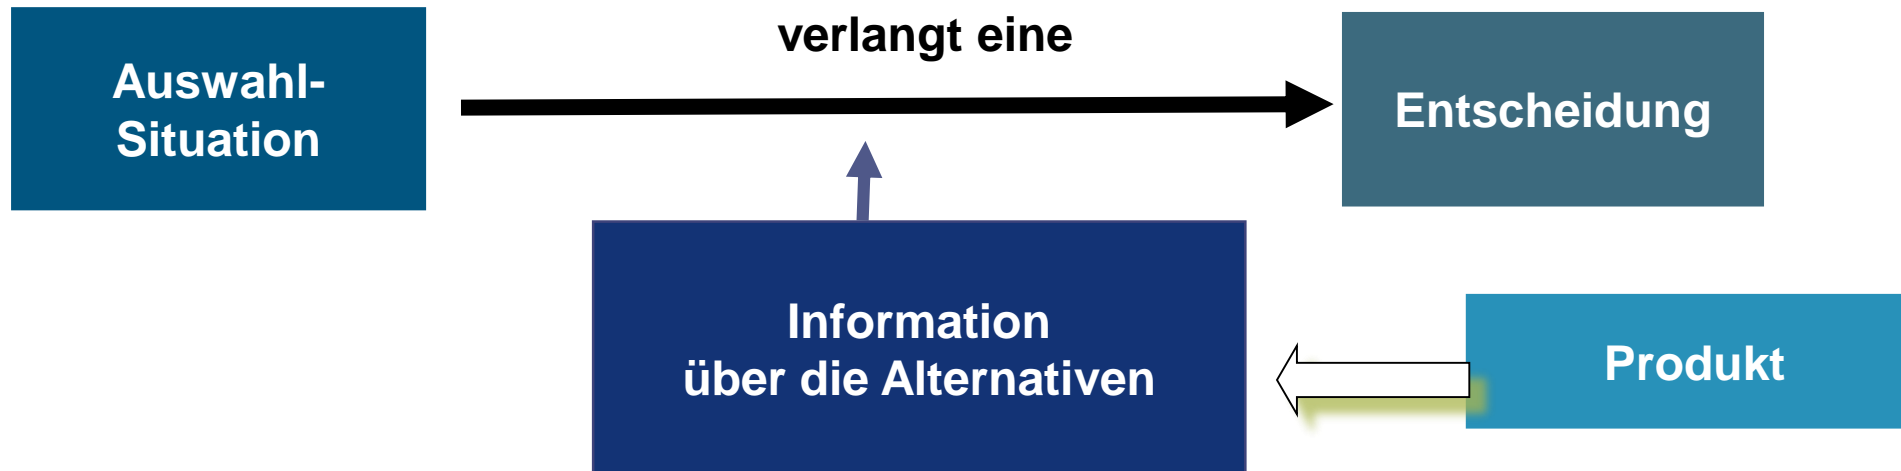 verlangt eine
Auswahl-
Situation
Entscheidung
Information
über die Alternativen
Produkt